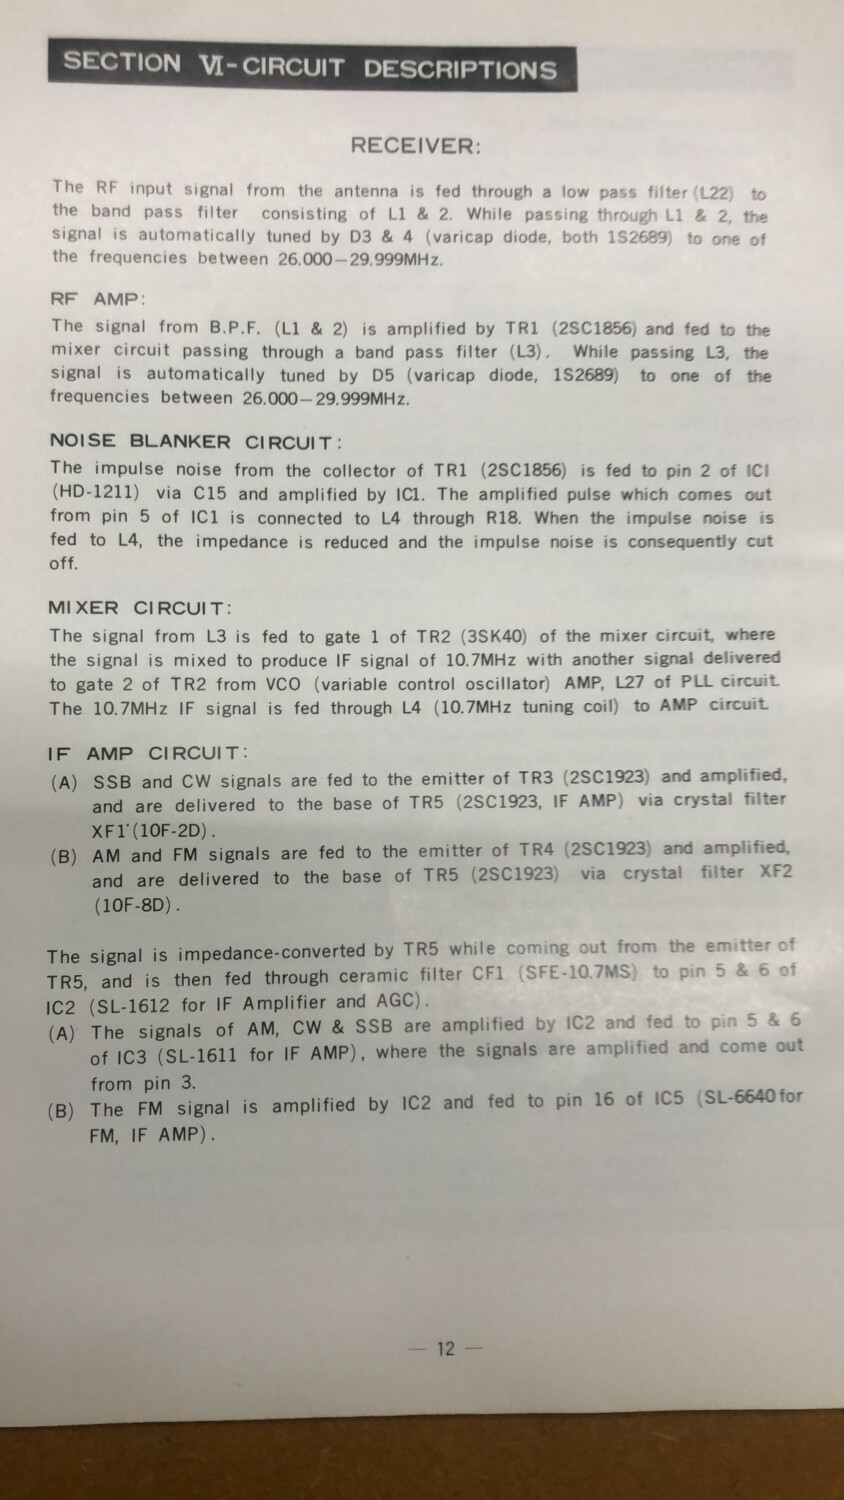 SECTION VI-CIRCUIT DESCRIPTIONS
RECEIVER:
The RF input signal from the antenna is fed through a low pass filter (L22) to
the band pass filter consisting of L1 & 2. While passing through L1 & 2, the
signal is automatically tuned by D3 & 4 (varicap diode, both 1S2689) to one of
the frequencies between 26.000—29.999MHz.
RF AMP:
The signal from B.P.F. (L1 & 2) is amplified by TR1 (2SC1856) and fed to the
mixer circuit passing through a band pass filter (L3). While passing L3, the
signal is automatically tuned by D5 (varicap diode, 1S2689) to one of the
frequencies between 26.000—29.999MHz.
NOISE BLANKER CIRCUIT:
The impulse noise from the collector of TR1 (2SC1856) is fed to pin 2 of IC1
(HD-1211) via C15 and amplified by IC1. The amplified pulse which comes out
from pin 5 of IC1 is connected to L4 through R18. When the impulse noise is
fed to L4, the impedance is reduced and the impulse noise is consequently cut
off.
MIXER CIRCUIT:
The signal from L3 is fed to gate 1 of TR2 (3SK40) of the mixer circuit, where
the signal is mixed to produce IF signal of 10.7MHz with another signal delivered
to gate 2 of TR2 from VCO (variable control oscillator) AMP, L27 of PLL circuit.
The 10.7MHz IF signal is fed through L4 (10.7MHz tuning coil) to AMP circuit.
IF AMP CIRCUIT:
(A) SSB and CW signals are fed to the emitter of TR3 (2SC1923) and amplified,
and are delivered to the base of TR5 (2SC1923, IF AMP) via crystal filter
XF1 (10F-2D).
(B) AM and FM signals are fed to the emitter of TR4 (2SC1923) and amplified,
and are delivered to the base of TR5 (2SC1923) via crystal filter XF2
(10F-8D).
The signal is impedance-converted by TR5 while coming out from the emitter of
TR5, and is then fed through ceramic filter CF1 (SFE-10.7MS) to pin 5 & 6 of
IC2 (SL-1612 for IF Amplifier and AGC).
(A) The signals of AM, CW & SSB are amplified by IC2 and fed to pin 5 & 6
of IC3 (SL-1611 for IF AMP), where the signals are amplified and come out
from pin 3.
(B) The FM signal is amplified by IC2 and fed to pin 16 of IC5 (SL-6640 for
FM, IF AMP).
— 12 —